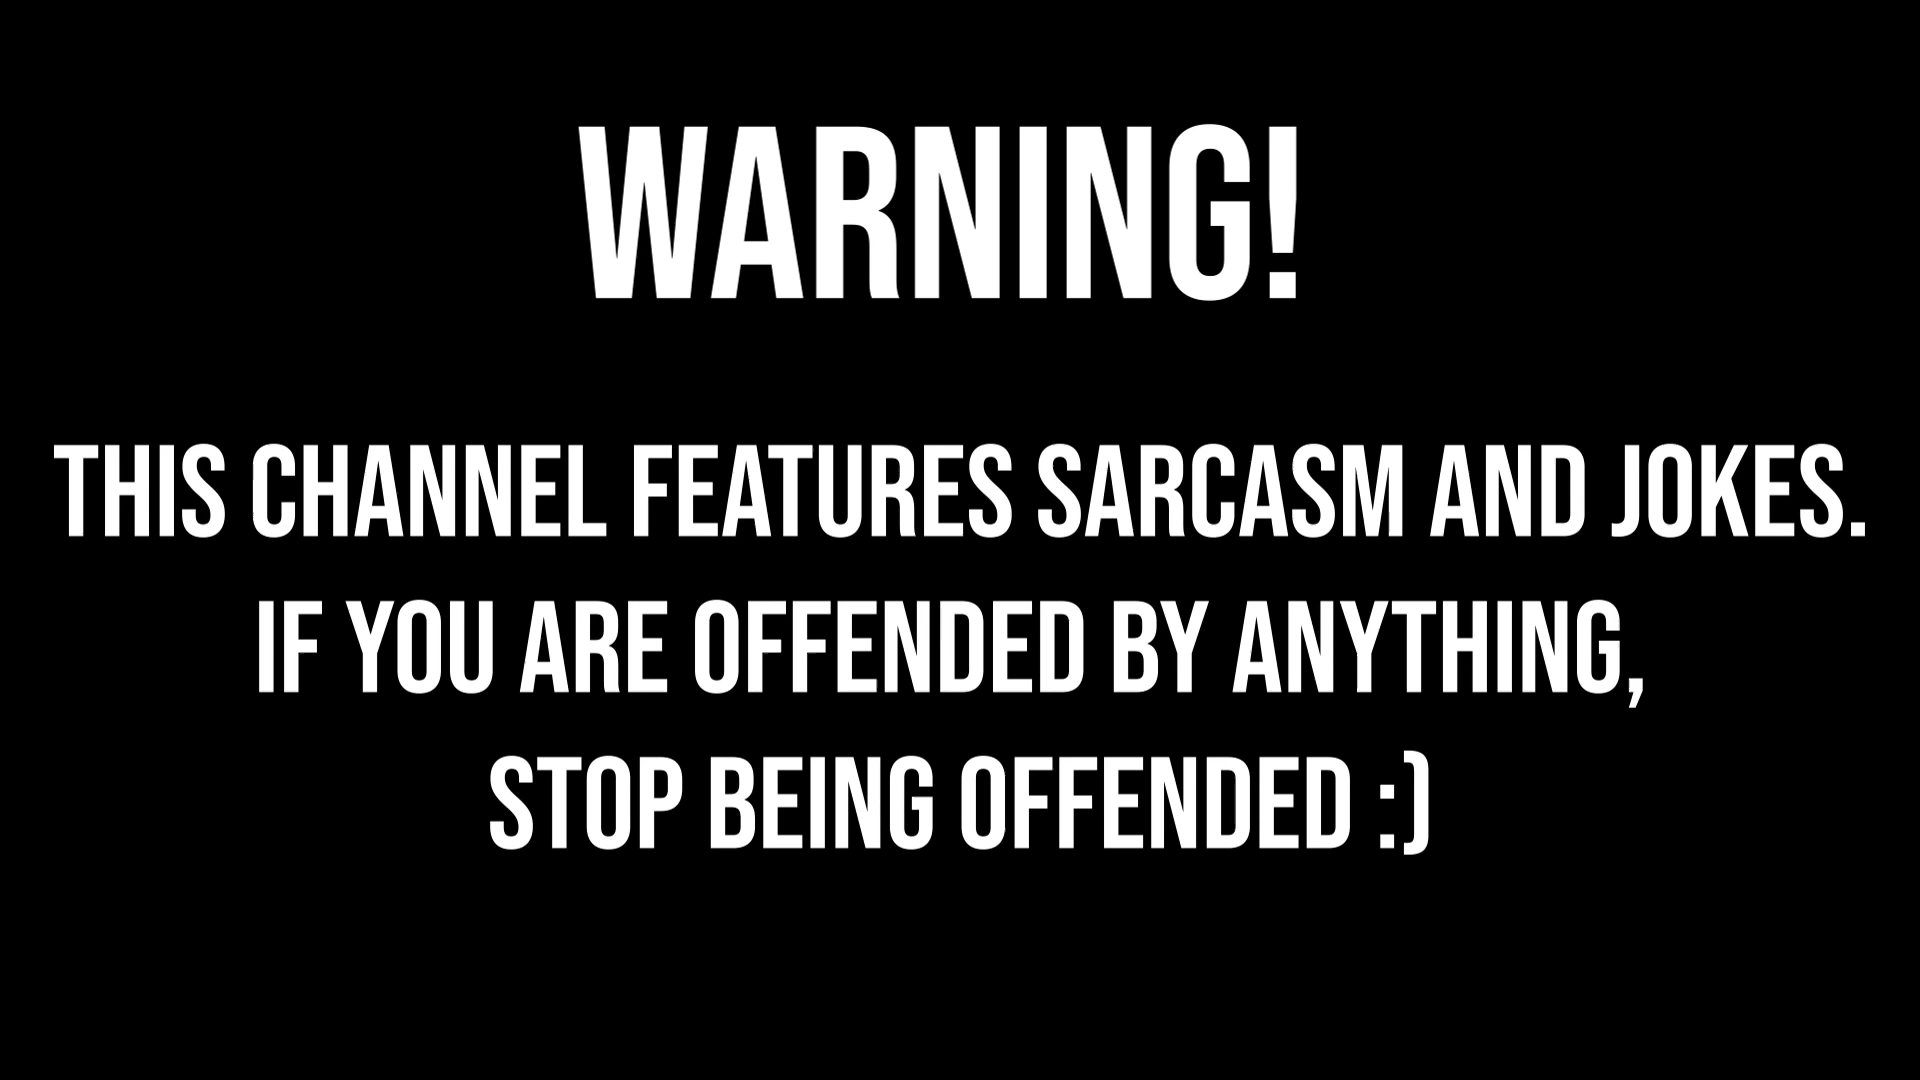 WARNING!
THIS CHANNEL FEATURES SARCASM AND JOKES.
IF YOU ARE OFFENDED BY ANYTHING,
STOP BEING OFFENDED :)